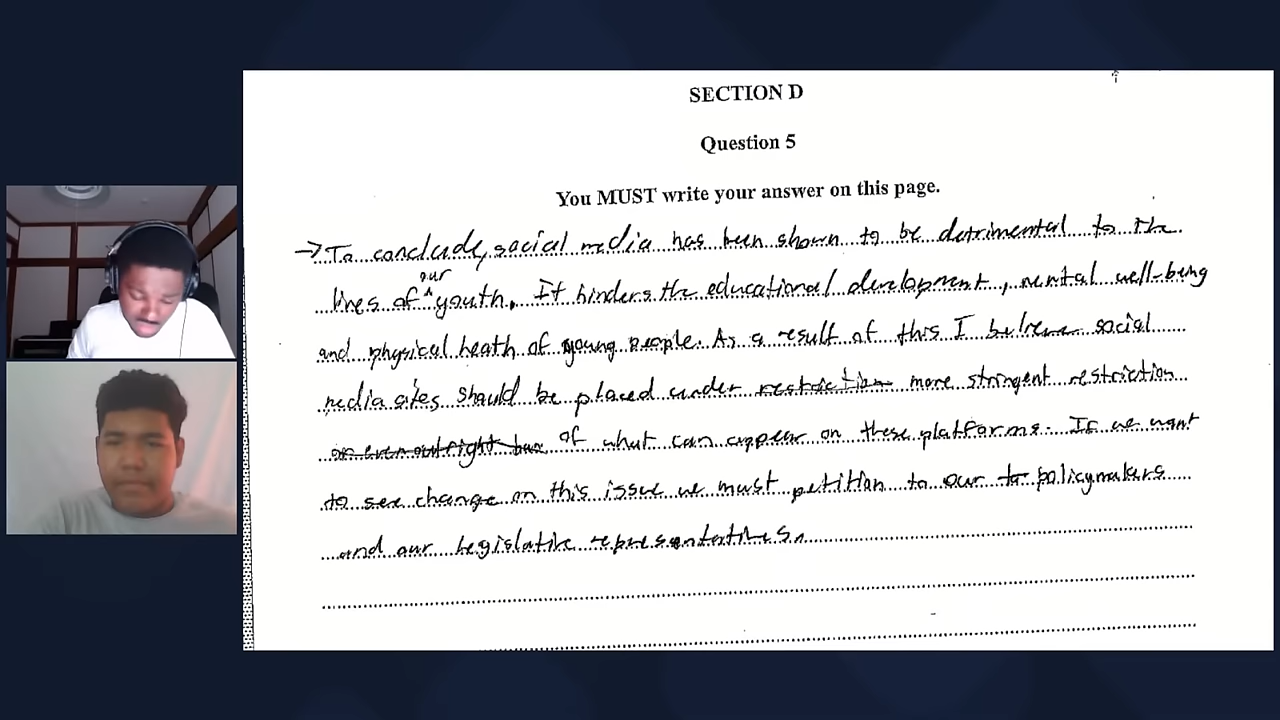 SECTION D
Question 5
You MUST write your answer on this page.
→ To conclude, social media has been shown to be detrimental to the
our
lives of ^ youth. It hinders the educational development, mental well-being
and physical heath of young people. As a result of this I believe social
media sites should be placed under restriction more stringent restriction
or even outright ban of what can appear on these platforms. If we want
to see change on this issue we must petition to our to policymakers
and our legislative representatives.